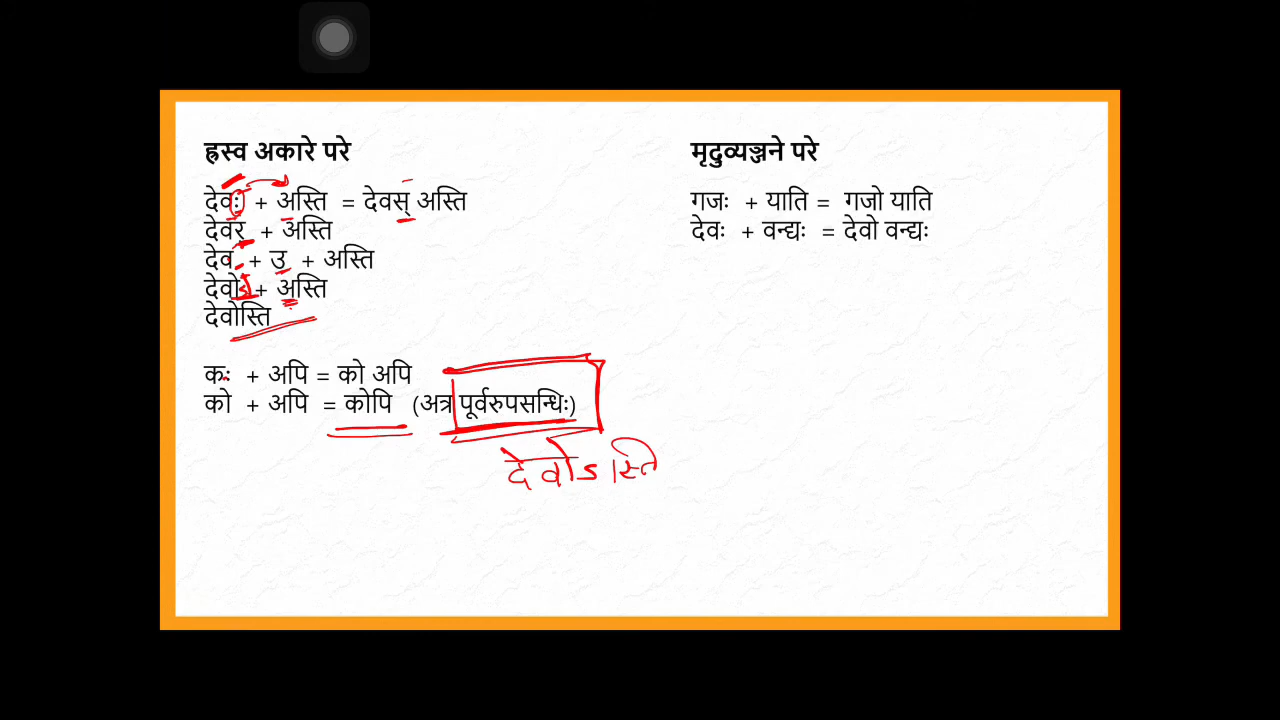 ह्रस्व अकारे परे
देवः + अस्ति = देवस् अस्ति
देवर् + अस्ति
देव + उ + अस्ति
देवो + अस्ति
देवोस्ति
कः + अपि = को अपि
को + अपि = कोपि (अत्र पूर्वरुपसन्धिः)
देवोऽस्ति
मृदुव्यञ्जने परे
गजः + याति = गजो याति
देवः + वन्द्यः = देवो वन्द्यः